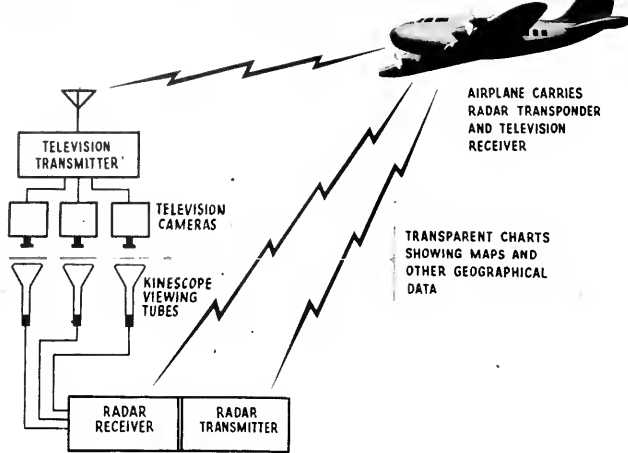 AIRPLANE CARRIES
RADAR TRANSPONDER
AND TELEVISION
RECEIVER
TELEVISION
TRANSMITTER
TELEVISION
CAMERAS
TRANSPARENT CHARTS
SHOWING MAPS AND
OTHER GEOGRAPHICAL
DATA
KINESCOPE
VIEWING
TUBES
RADAR
RECEIVER
RADAR
TRANSMITTER